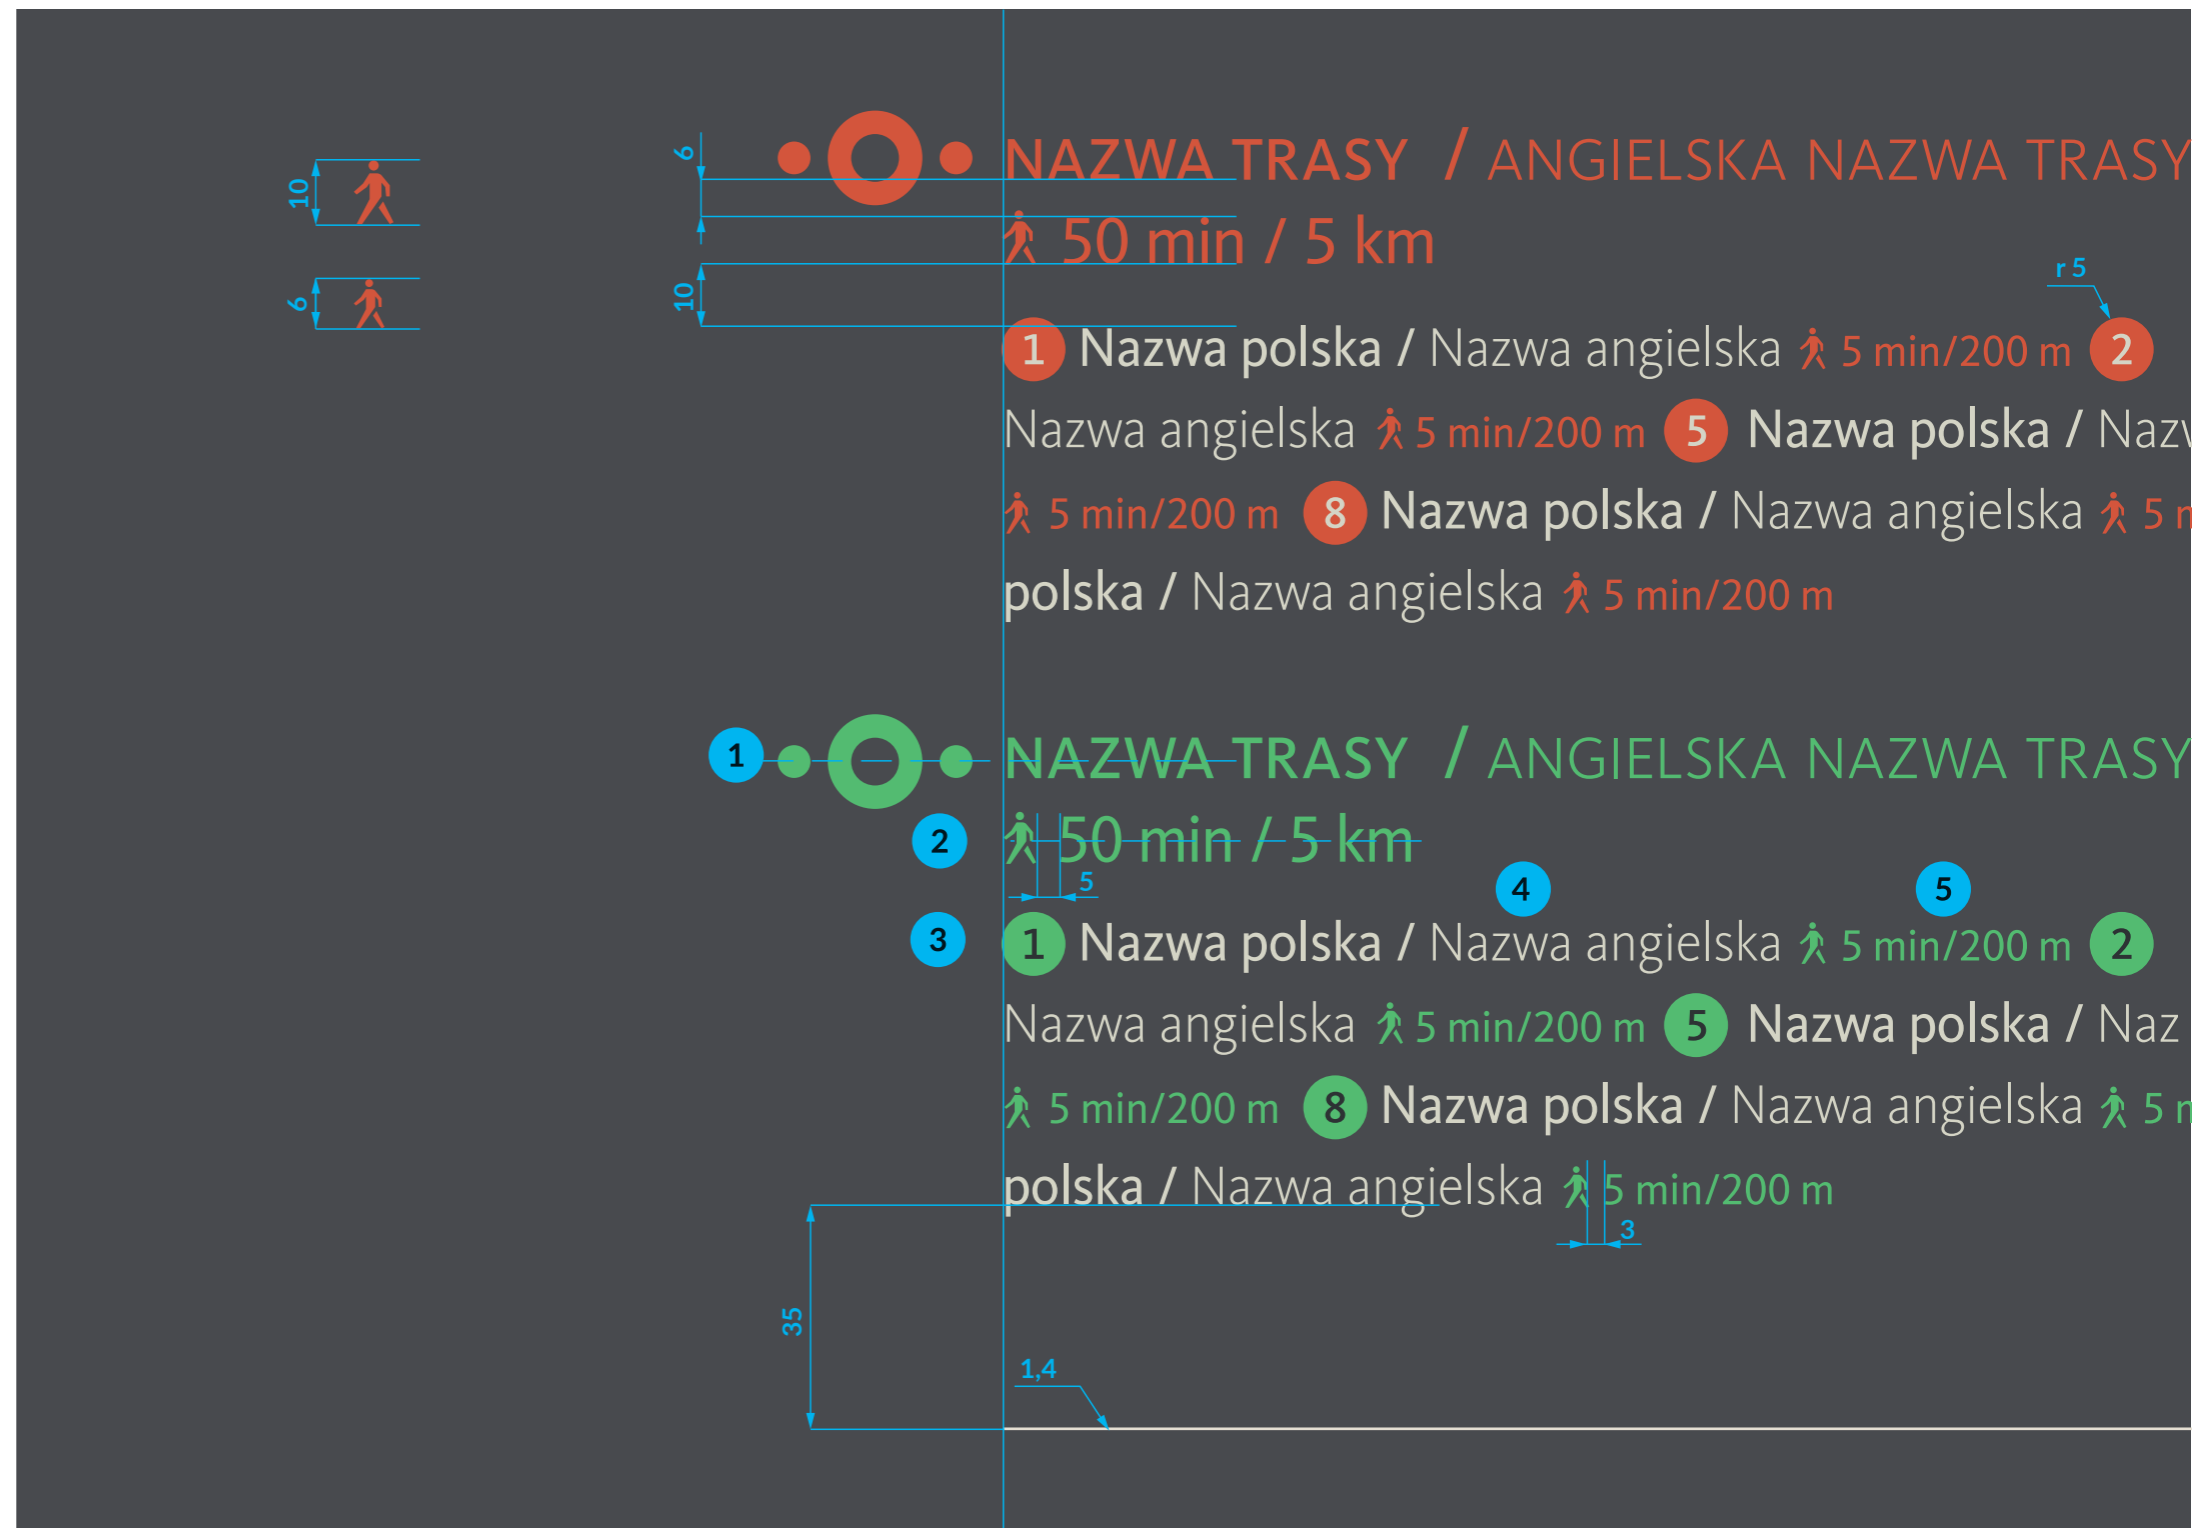 6
NAZWA TRASY / ANGIELSKA NAZWA TRASY
10
50 min / 5 km
6
10
r 5
1 Nazwa polska / Nazwa angielska 5 min/200 m 2
Nazwa angielska 5 min/200 m 5 Nazwa polska / Naz
5 min/200 m 8 Nazwa polska / Nazwa angielska 5
polska / Nazwa angielska 5 min/200 m
1 NAZWA TRASY / ANGIELSKA NAZWA TRASY
2 50 min / 5 km
5
4
5
3 1 Nazwa polska / Nazwa angielska 5 min/200 m 2
Nazwa angielska 5 min/200 m 5 Nazwa polska / Naz
5 min/200 m 8 Nazwa polska / Nazwa angielska 5
polska / Nazwa angielska 5 min/200 m
3
35
1,4